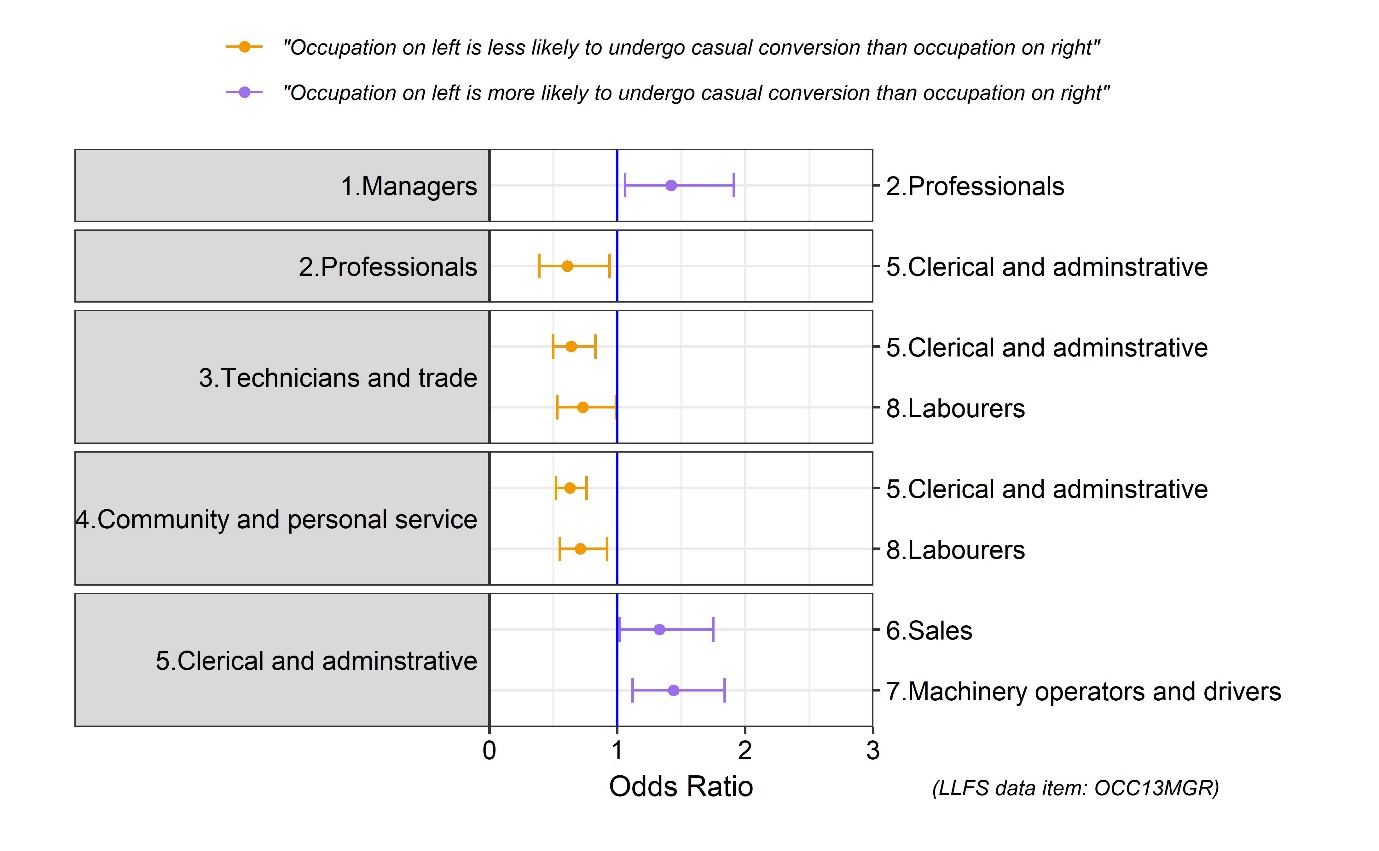 "Occupation on left is less likely to undergo casual conversion than occupation on right"
"Occupation on left is more likely to undergo casual conversion than occupation on right"
1.Managers
2.Professionals
2.Professionals
5.Clerical and adminstrative
3.Technicians and trade
5.Clerical and adminstrative
8.Labourers
4.Community and personal service
5.Clerical and adminstrative
8.Labourers
5.Clerical and adminstrative
6.Sales
7.Machinery operators and drivers
0 1 2 3
Odds Ratio
(LLFS data item: OCC13MGR)